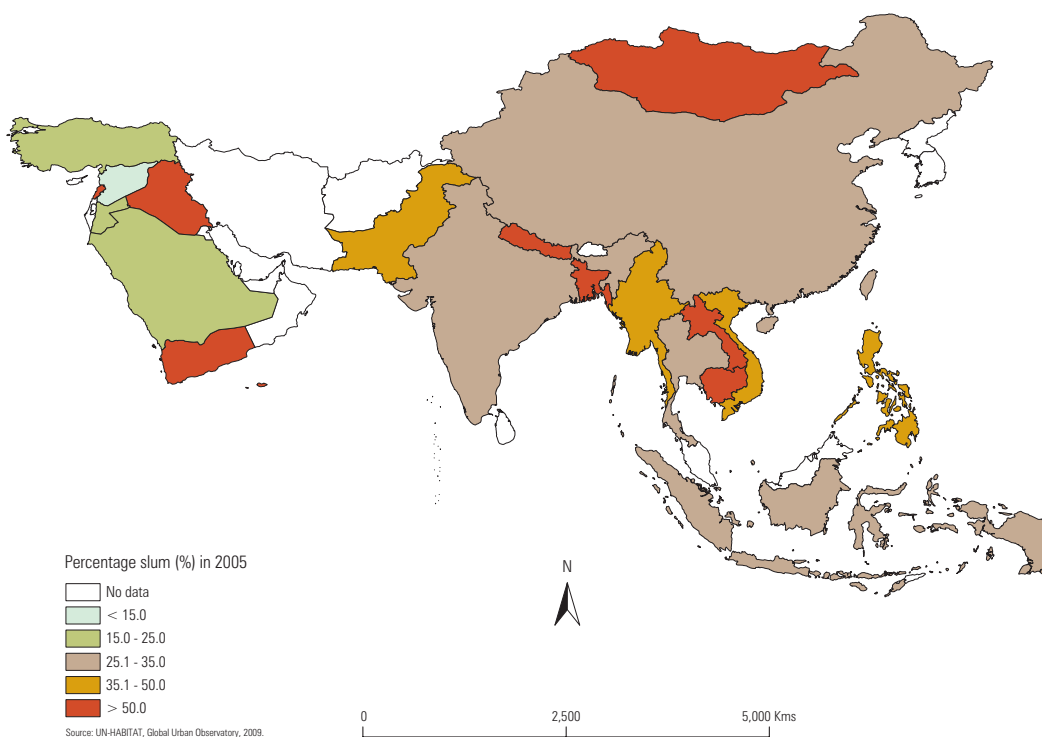 N
Percentage slum (%) in 2005
No data
< 15.0
15.0 - 25.0
25.1 - 35.0
35.1 - 50.0
> 50.0
Source: UN-HABITAT, Global Urban Observatory, 2009.
0 2,500 5,000 Kms